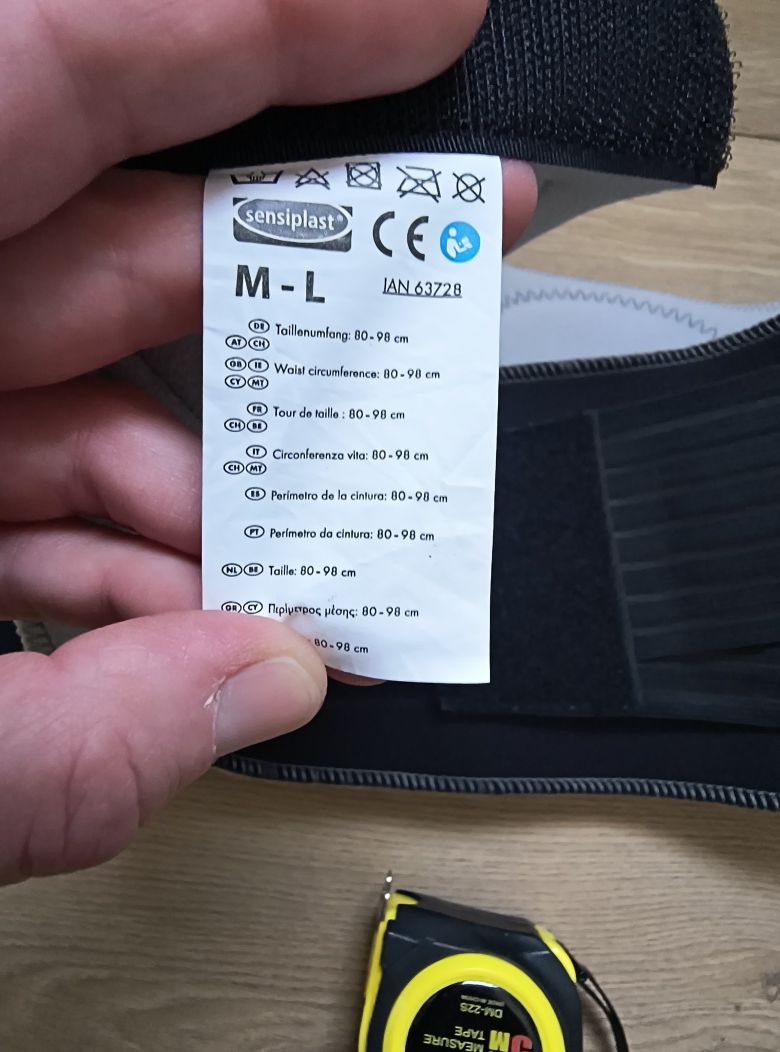 sensiplast®
CE
M - L
IAN 63728
DE
AT CH
Taillenumfang: 80-98 cm
GB IE
CY MT
Waist circumference: 80-98 cm
FR
CH BE
Tour de taille : 80-98 cm
IT
CH MT
Circonferenza vita: 80-98 cm
ES Perímetro de la cintura: 80-98 cm
PT Perímetro da cintura: 80-98 cm
NL BE Taille: 80-98 cm
GR CY Περίμετρος μέσης: 80-98 cm
80-98 cm
DM-22S
MEASURE
TAPE